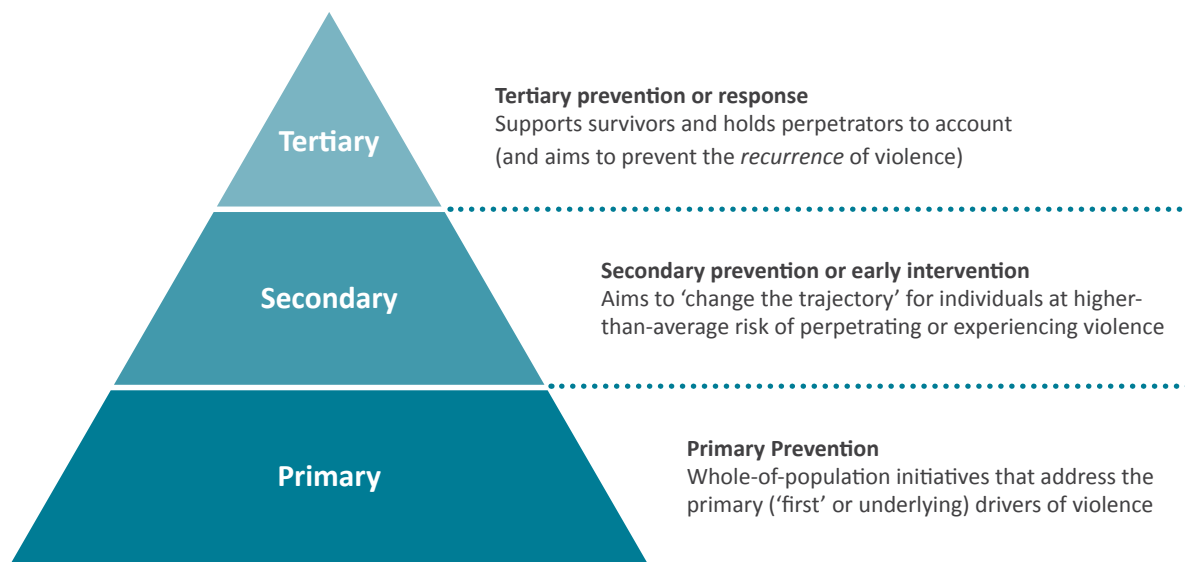 Tertiary
Tertiary prevention or response
Supports survivors and holds perpetrators to account
(and aims to prevent the recurrence of violence)
Secondary
Secondary prevention or early intervention
Aims to ‘change the trajectory’ for individuals at higher-
than-average risk of perpetrating or experiencing violence
Primary
Primary Prevention
Whole-of-population initiatives that address the
primary (‘first’ or underlying) drivers of violence